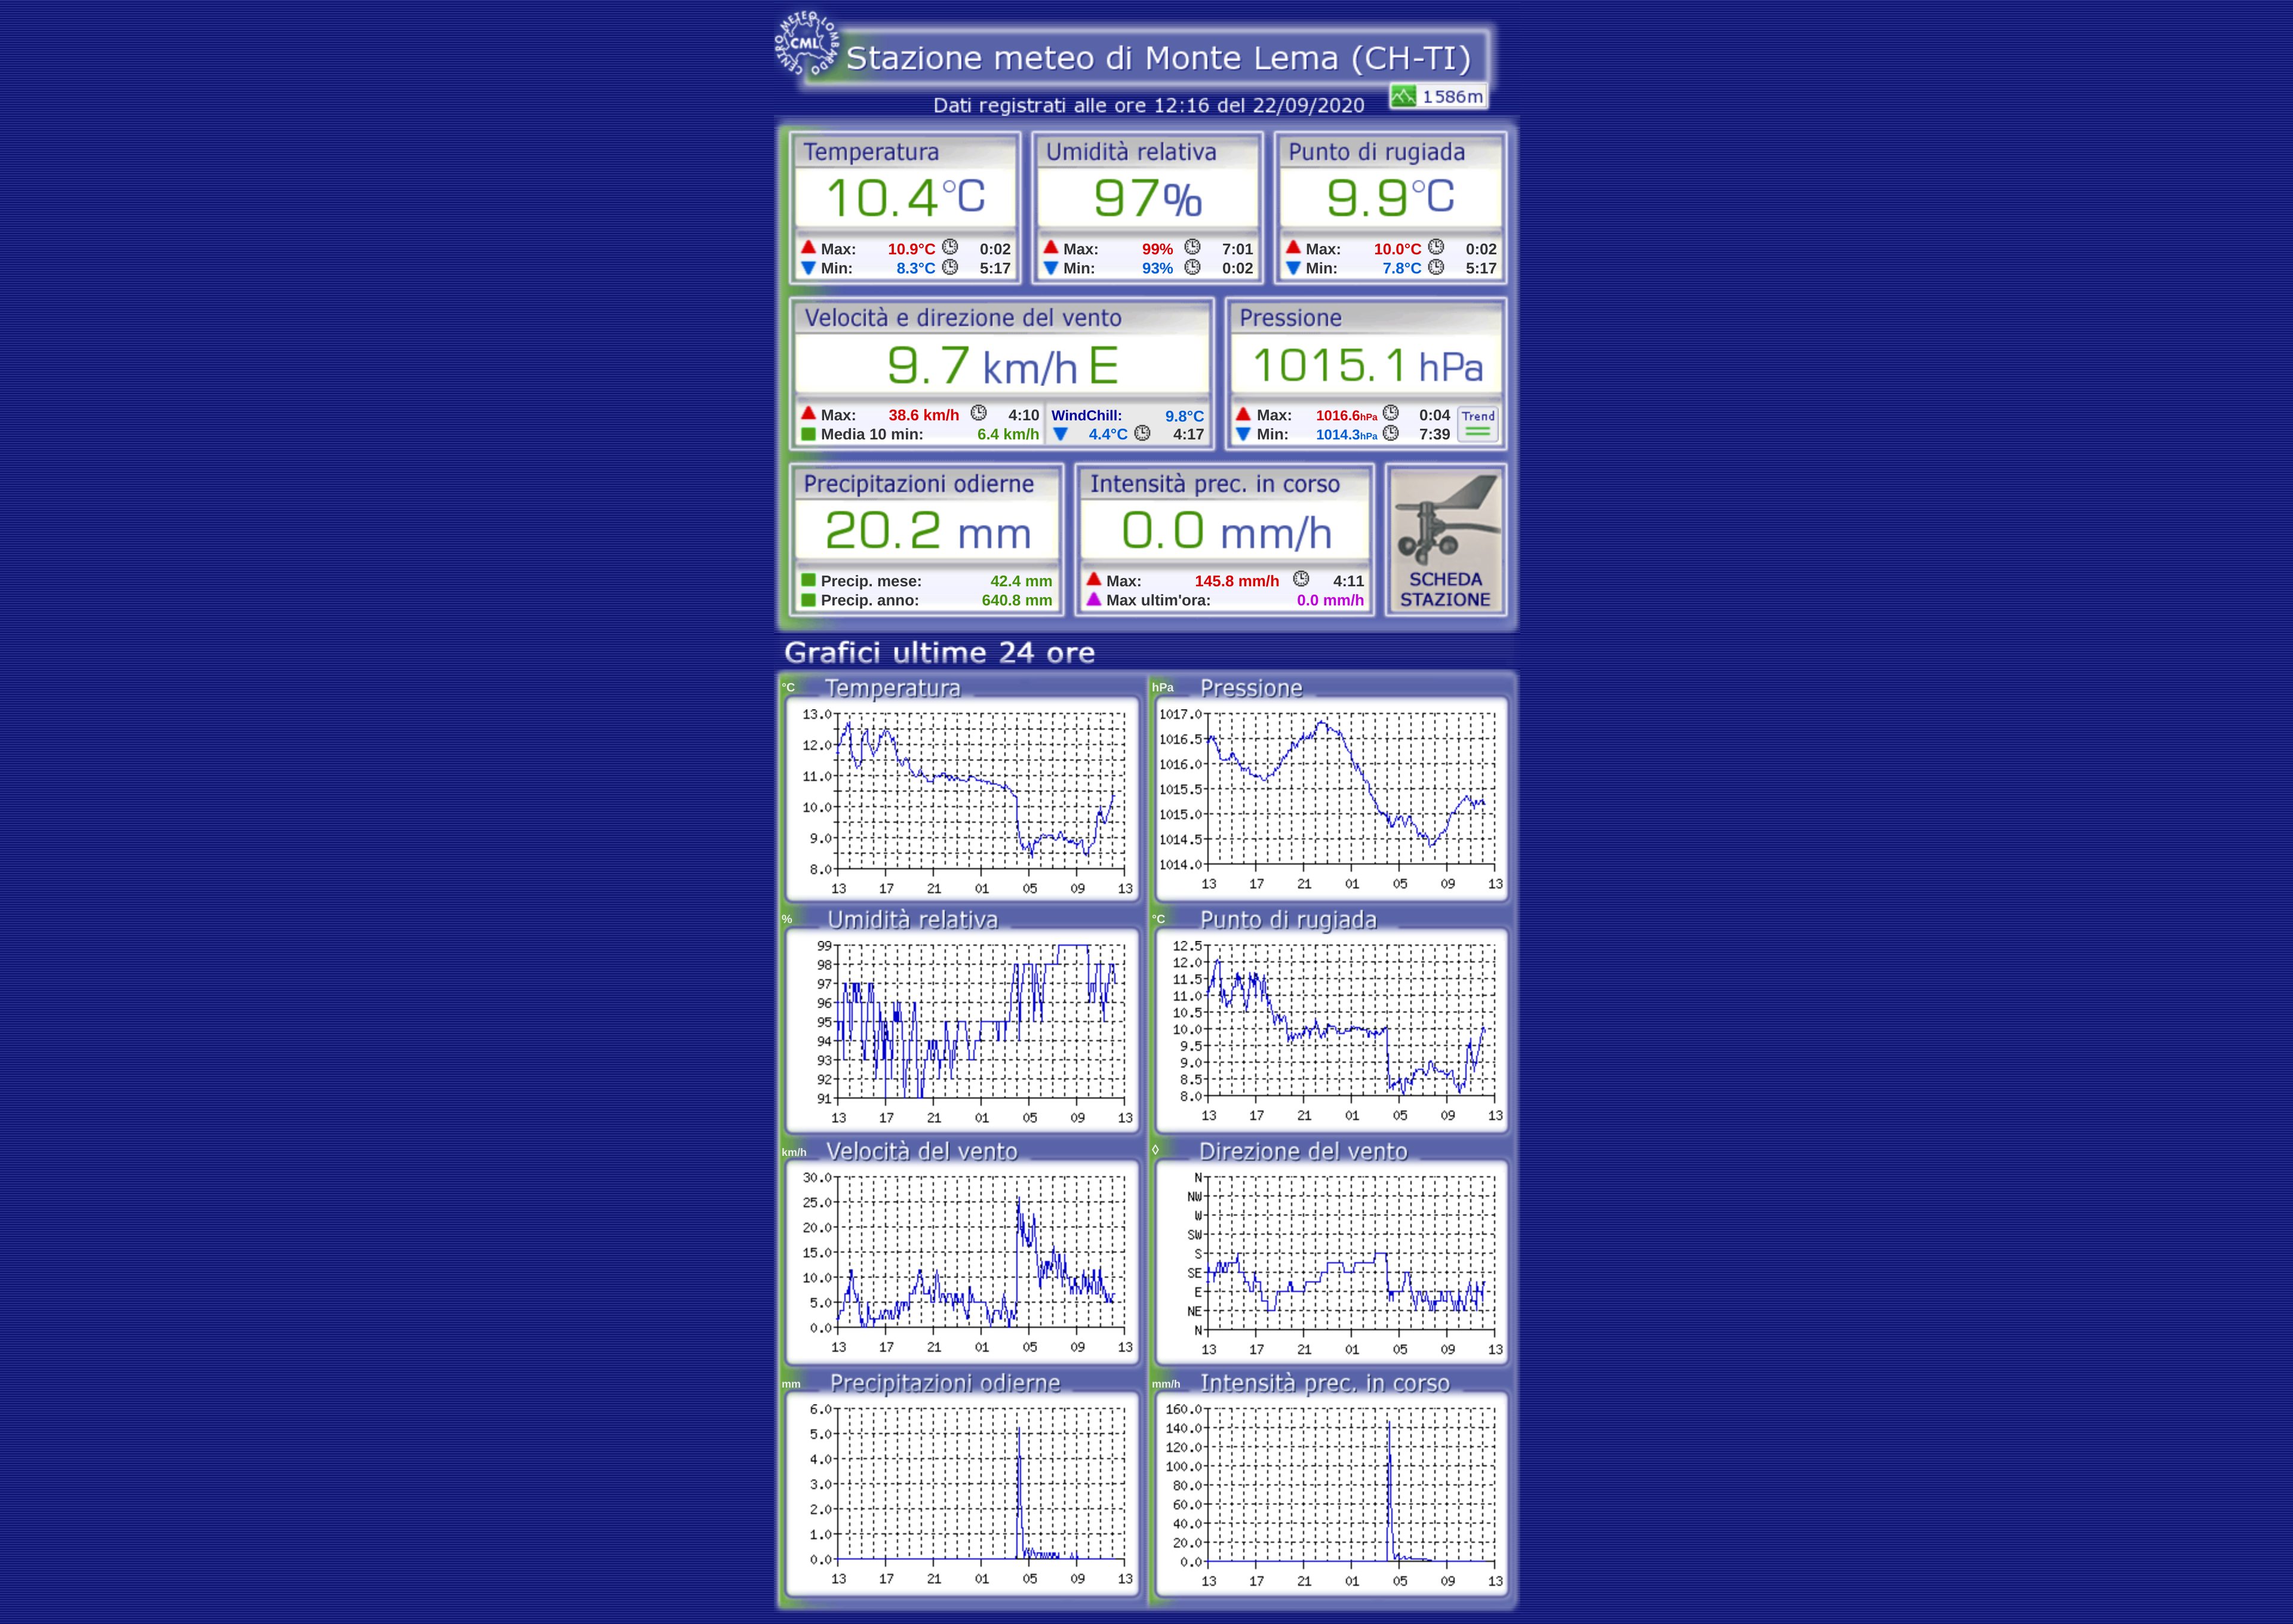 CENTRO METEO LOMBARDO
CML
Stazione meteo di Monte Lema (CH-TI)
1586m
Dati registrati alle ore 12:16 del 22/09/2020
Temperatura
10.4°C
Max: 10.9°C 0:02
Min: 8.3°C 5:17
Umidità relativa
97%
Max: 99% 7:01
Min: 93% 0:02
Punto di rugiada
9.9°C
Max: 10.0°C 0:02
Min: 7.8°C 5:17
Velocità e direzione del vento
9.7 km/h E
Max: 38.6 km/h 4:10
Media 10 min: 6.4 km/h
WindChill: 9.8°C
4.4°C 4:17
Pressione
1015.1 hPa
Max: 1016.6hPa 0:04
Min: 1014.3hPa 7:39
Trend
Precipitazioni odierne
20.2 mm
Precip. mese: 42.4 mm
Precip. anno: 640.8 mm
Intensità prec. in corso
0.0 mm/h
Max: 145.8 mm/h 4:11
Max ultim'ora: 0.0 mm/h
SCHEDA
STAZIONE
Grafici ultime 24 ore
°C Temperatura
13.0
12.0
11.0
10.0
9.0
8.0
13 17 21 01 05 09 13
hPa Pressione
1017.0
1016.5
1016.0
1015.5
1015.0
1014.5
1014.0
13 17 21 01 05 09 13
% Umidità relativa
99
98
97
96
95
94
93
92
91
13 17 21 01 05 09 13
°C Punto di rugiada
12.5
12.0
11.5
11.0
10.5
10.0
9.5
9.0
8.5
8.0
13 17 21 01 05 09 13
km/h Velocità del vento
30.0
25.0
20.0
15.0
10.0
5.0
0.0
13 17 21 01 05 09 13
◊ Direzione del vento
N
NW
W
SW
S
SE
E
NE
N
13 17 21 01 05 09 13
mm Precipitazioni odierne
6.0
5.0
4.0
3.0
2.0
1.0
0.0
13 17 21 01 05 09 13
mm/h Intensità prec. in corso
160.0
140.0
120.0
100.0
80.0
60.0
40.0
20.0
0.0
13 17 21 01 05 09 13